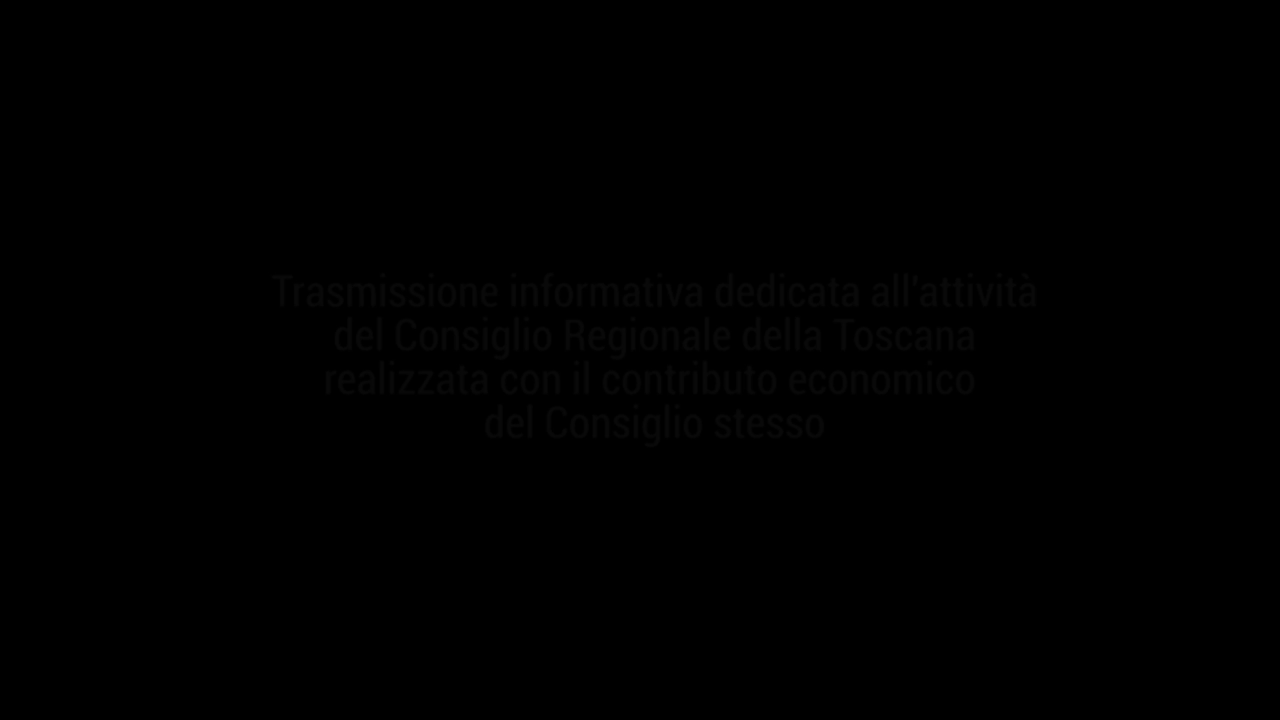 Trasmissione informativa dedicata all'attività
del Consiglio Regionale della Toscana
realizzata con il contributo economico
del Consiglio stesso